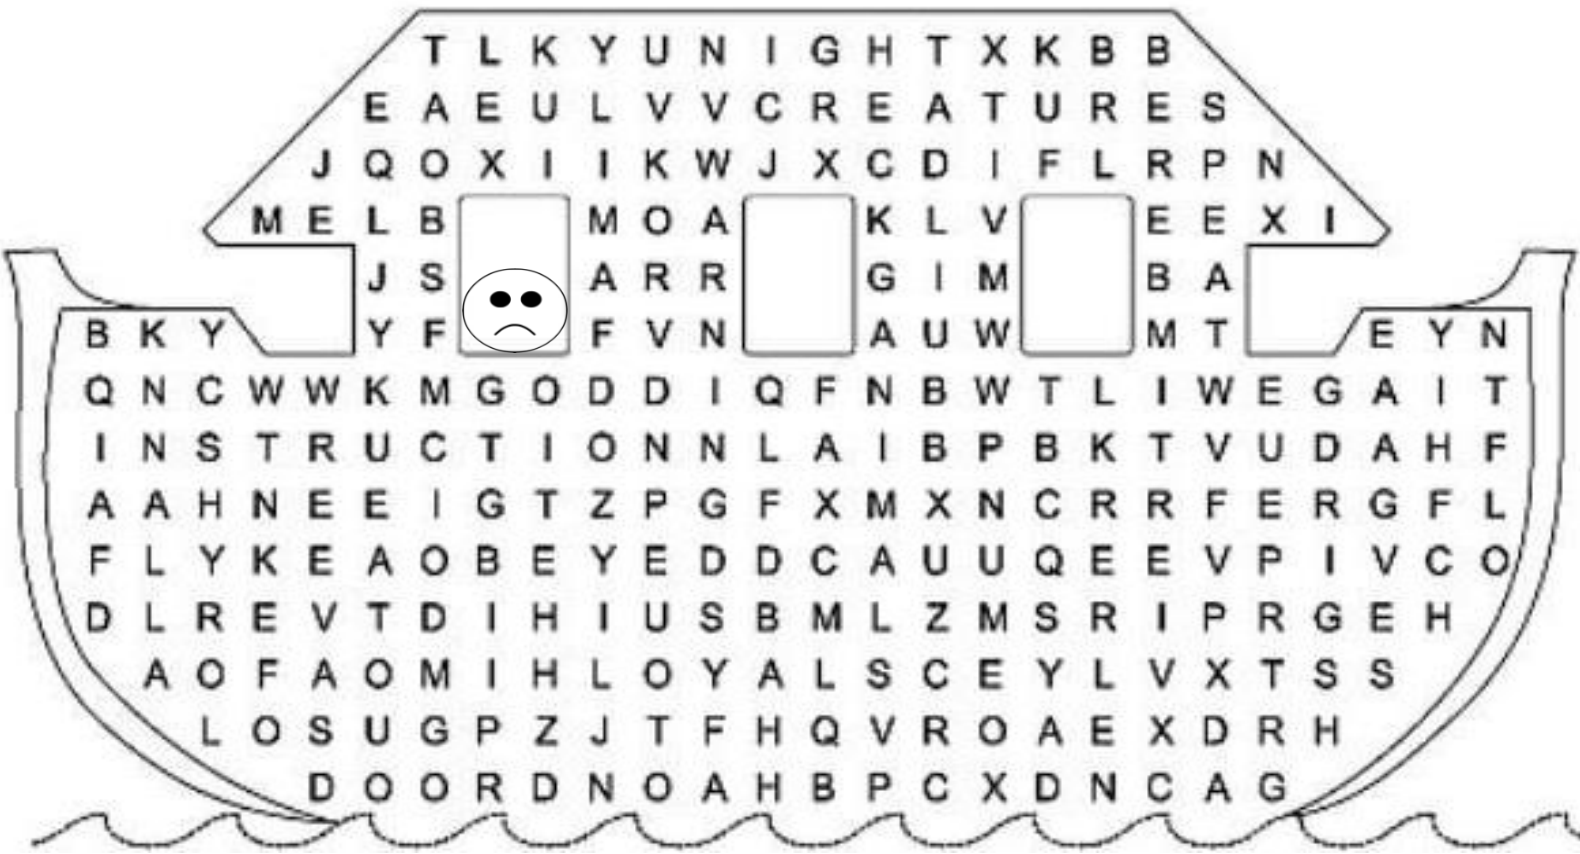 T L K Y U N I G H T X K B B
E A E U L V V C R E A T U R E S
J Q O X I I K W J X C D I F L R P N
M E L B M O A K L V E E X I
J S A R R G I M B A
B K Y Y F F V N A U W M T E Y N
Q N C W W K M G O D D I Q F N B W T L I W E G A I T
I N S T R U C T I O N N L A I B P B K T V U D A H F
A A H N E E I G T Z P G F X M X N C R R F E R G F L
F L Y K E A O B E Y E D D C A U U Q E E V P I V C O
D L R E V T D I H I U S B M L Z M S R I P R G E H
A O F A O M I H L O Y A L S C E Y L V X T S S
L O S U G P Z J T F H Q V R O A E X D R H
D O O R D N O A H B P C X D N C A G